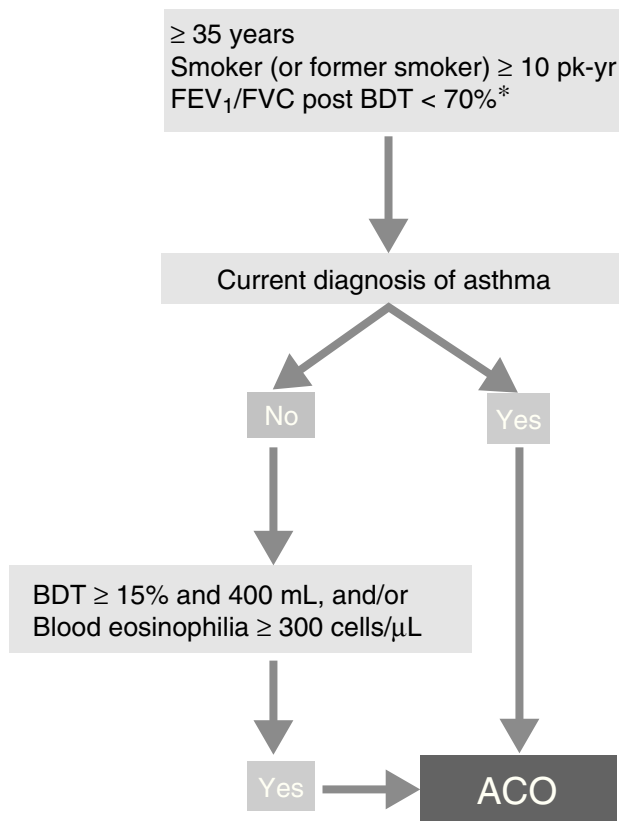 ≥ 35 years
Smoker (or former smoker) ≥ 10 pk-yr
FEV₁/FVC post BDT < 70%*
Current diagnosis of asthma
No
Yes
BDT ≥ 15% and 400 mL, and/or
Blood eosinophilia ≥ 300 cells/μL
Yes
ACO